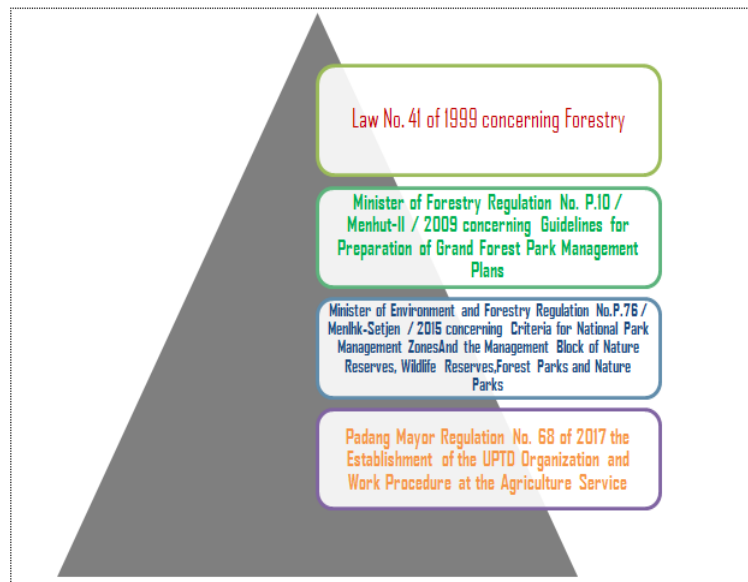 Law No. 41 of 1999 concerning Forestry
Minister of Forestry Regulation No. P.10 /
Menhut-II / 2009 concerning Guidelines for
Preparation of Grand Forest Park Management
Plans
Minister of Environment and Forestry Regulation No.P.76 /
Menlhk-Setjen / 2015 concerning Criteria for National Park
Management ZonesAnd the Management Block of Nature
Reserves, Wildlife Reserves,Forest Parks and Nature
Parks
Padang Mayor Regulation No. 68 of 2017 the
Establishment of the UPTD Organization and
Work Procedure at the Agriculture Service